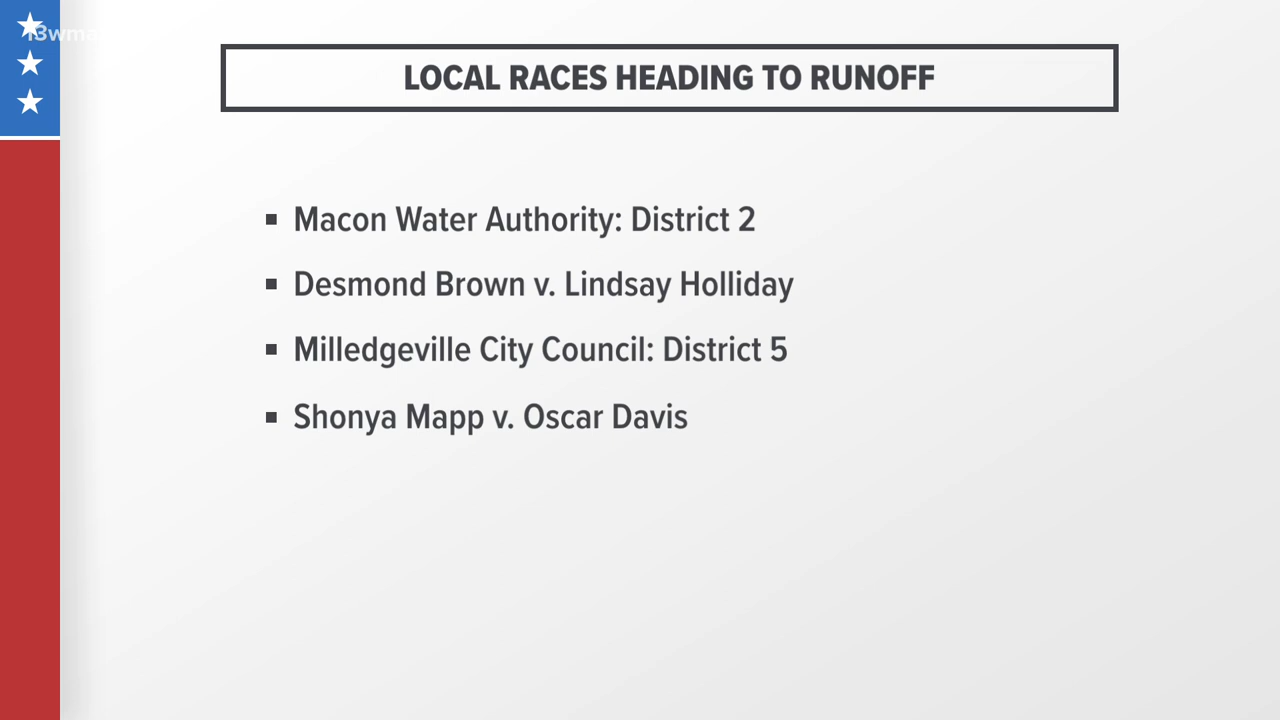 13wma
LOCAL RACES HEADING TO RUNOFF
Macon Water Authority: District 2
Desmond Brown v. Lindsay Holliday
Milledgeville City Council: District 5
Shonya Mapp v. Oscar Davis